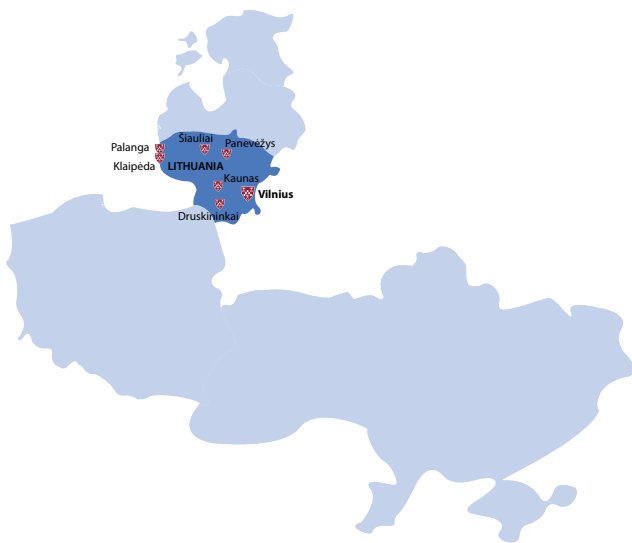 Šiauliai
Palanga
Panevėžys
Klaipėda
LITHUANIA
Kaunas
Vilnius
Druskininkai